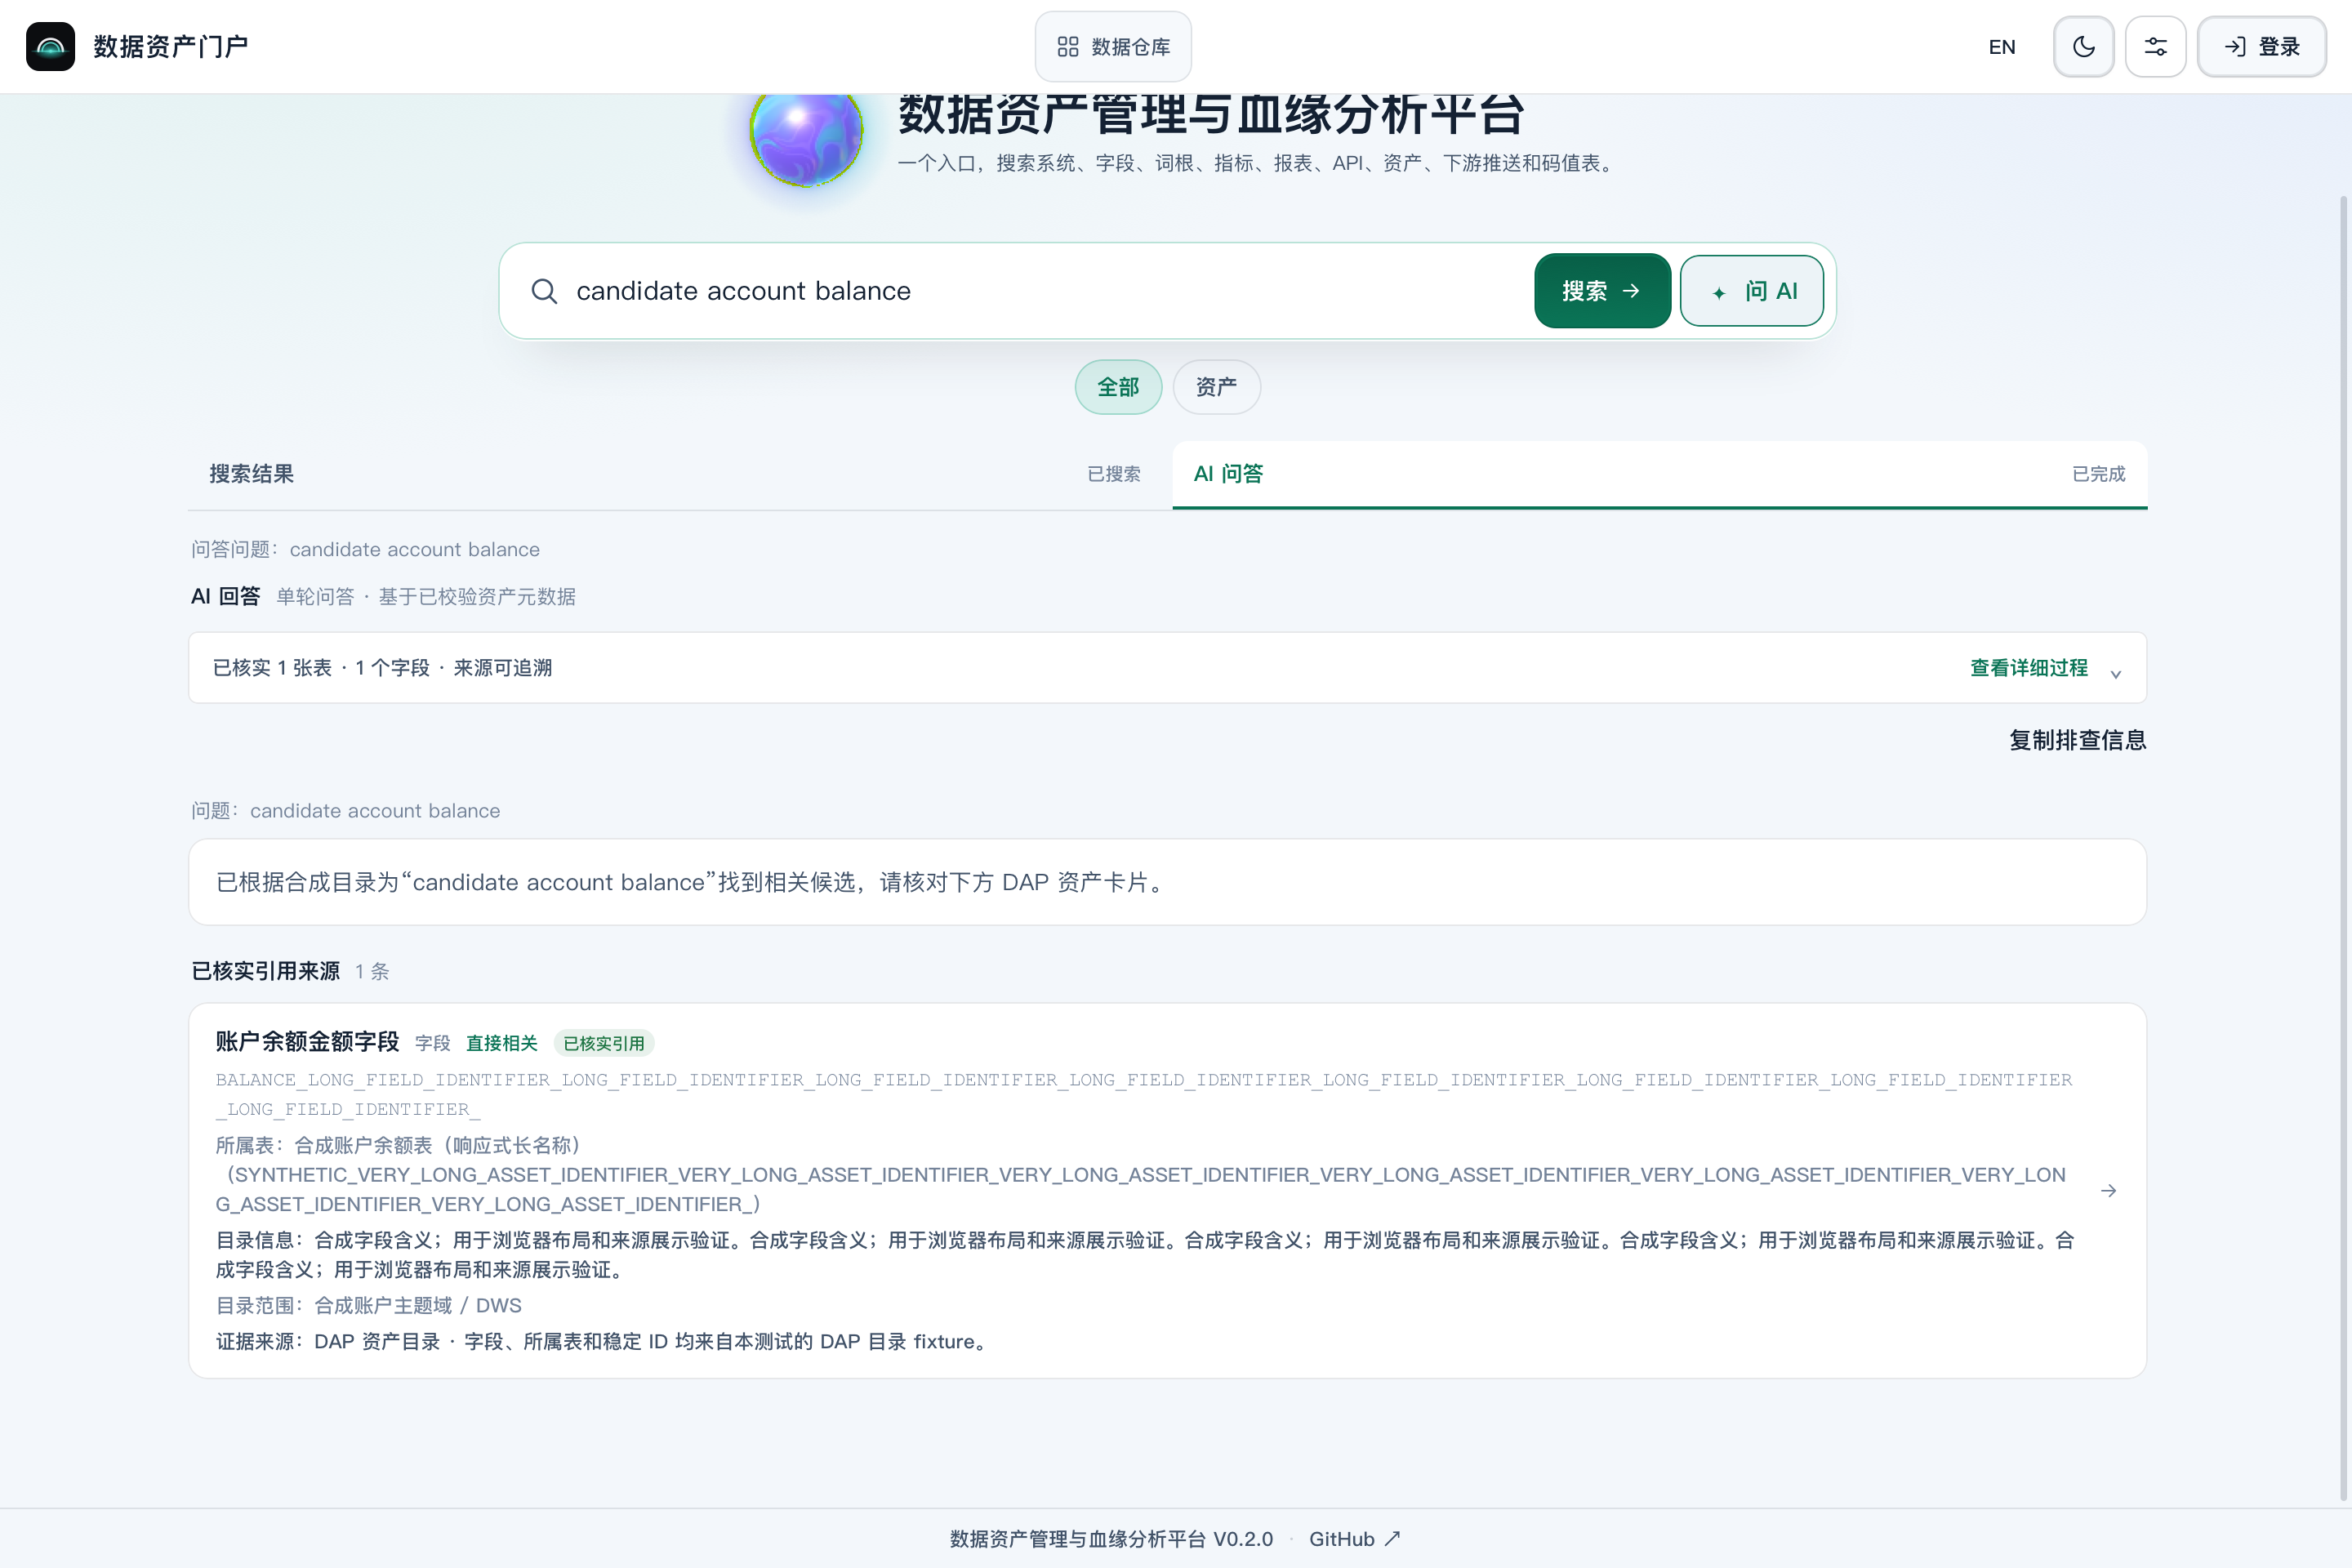 数据资产门户
数据仓库
EN
登录
数据资产管理与血缘分析平台
一个入口，搜索系统、字段、词根、指标、报表、API、资产、下游推送和码值表。
candidate account balance
搜索 →
问 AI
全部
资产
搜索结果
已搜索
AI 问答
已完成
问答问题：candidate account balance
AI 回答 单轮问答 · 基于已校验资产元数据
已核实 1 张表 · 1 个字段 · 来源可追溯
查看详细过程
复制排查信息
问题：candidate account balance
已根据合成目录为“candidate account balance”找到相关候选，请核对下方 DAP 资产卡片。
已核实引用来源 1 条
账户余额金额字段 字段 直接相关 已核实引用
BALANCE_LONG_FIELD_IDENTIFIER_LONG_FIELD_IDENTIFIER_LONG_FIELD_IDENTIFIER_LONG_FIELD_IDENTIFIER_LONG_FIELD_IDENTIFIER_LONG_FIELD_IDENTIFIER_LONG_FIELD_IDENTIFIER
_LONG_FIELD_IDENTIFIER_
所属表：合成账户余额表（响应式长名称）
（SYNTHETIC_VERY_LONG_ASSET_IDENTIFIER_VERY_LONG_ASSET_IDENTIFIER_VERY_LONG_ASSET_IDENTIFIER_VERY_LONG_ASSET_IDENTIFIER_VERY_LONG_ASSET_IDENTIFIER_VERY_LON
G_ASSET_IDENTIFIER_VERY_LONG_ASSET_IDENTIFIER_）
目录信息：合成字段含义；用于浏览器布局和来源展示验证。合成字段含义；用于浏览器布局和来源展示验证。合成字段含义；用于浏览器布局和来源展示验证。合成字段含义；用于浏览器布局和来源展示验证。合
成字段含义；用于浏览器布局和来源展示验证。
目录范围：合成账户主题域 / DWS
证据来源：DAP 资产目录 · 字段、所属表和稳定 ID 均来自本测试的 DAP 目录 fixture。
数据资产管理与血缘分析平台 V0.2.0 · GitHub ↗